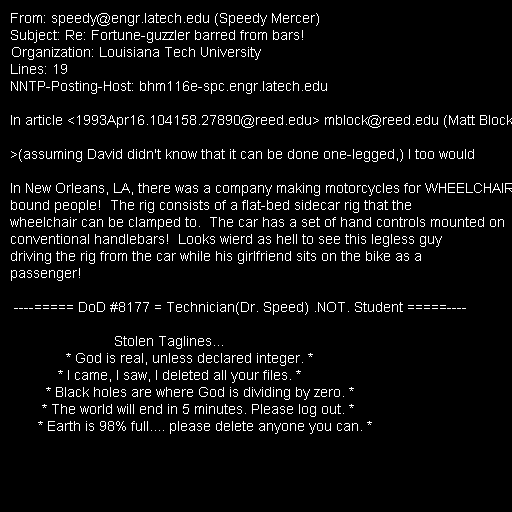 From: speedy@engr.latech.edu (Speedy Mercer)
Subject: Re: Fortune-guzzler barred from bars!
Organization: Louisiana Tech University
Lines: 19
NNTP-Posting-Host: bhm116e-spc.engr.latech.edu

In article <1993Apr16.104158.27890@reed.edu> mblock@reed.edu (Matt Block

>(assuming David didn't know that it can be done one-legged,) I too would

In New Orleans, LA, there was a company making motorcycles for WHEELCHAIR
bound people!  The rig consists of a flat-bed sidecar rig that the
wheelchair can be clamped to.  The car has a set of hand controls mounted on
conventional handlebars!  Looks wierd as hell to see this legless guy
driving the rig from the car while his girlfriend sits on the bike as a
passenger!

----===== DoD #8177 = Technician(Dr. Speed) .NOT. Student =====----

Stolen Taglines...
* God is real, unless declared integer. *
* I came, I saw, I deleted all your files. *
* Black holes are where God is dividing by zero. *
* The world will end in 5 minutes. Please log out. *
* Earth is 98% full.... please delete anyone you can. *